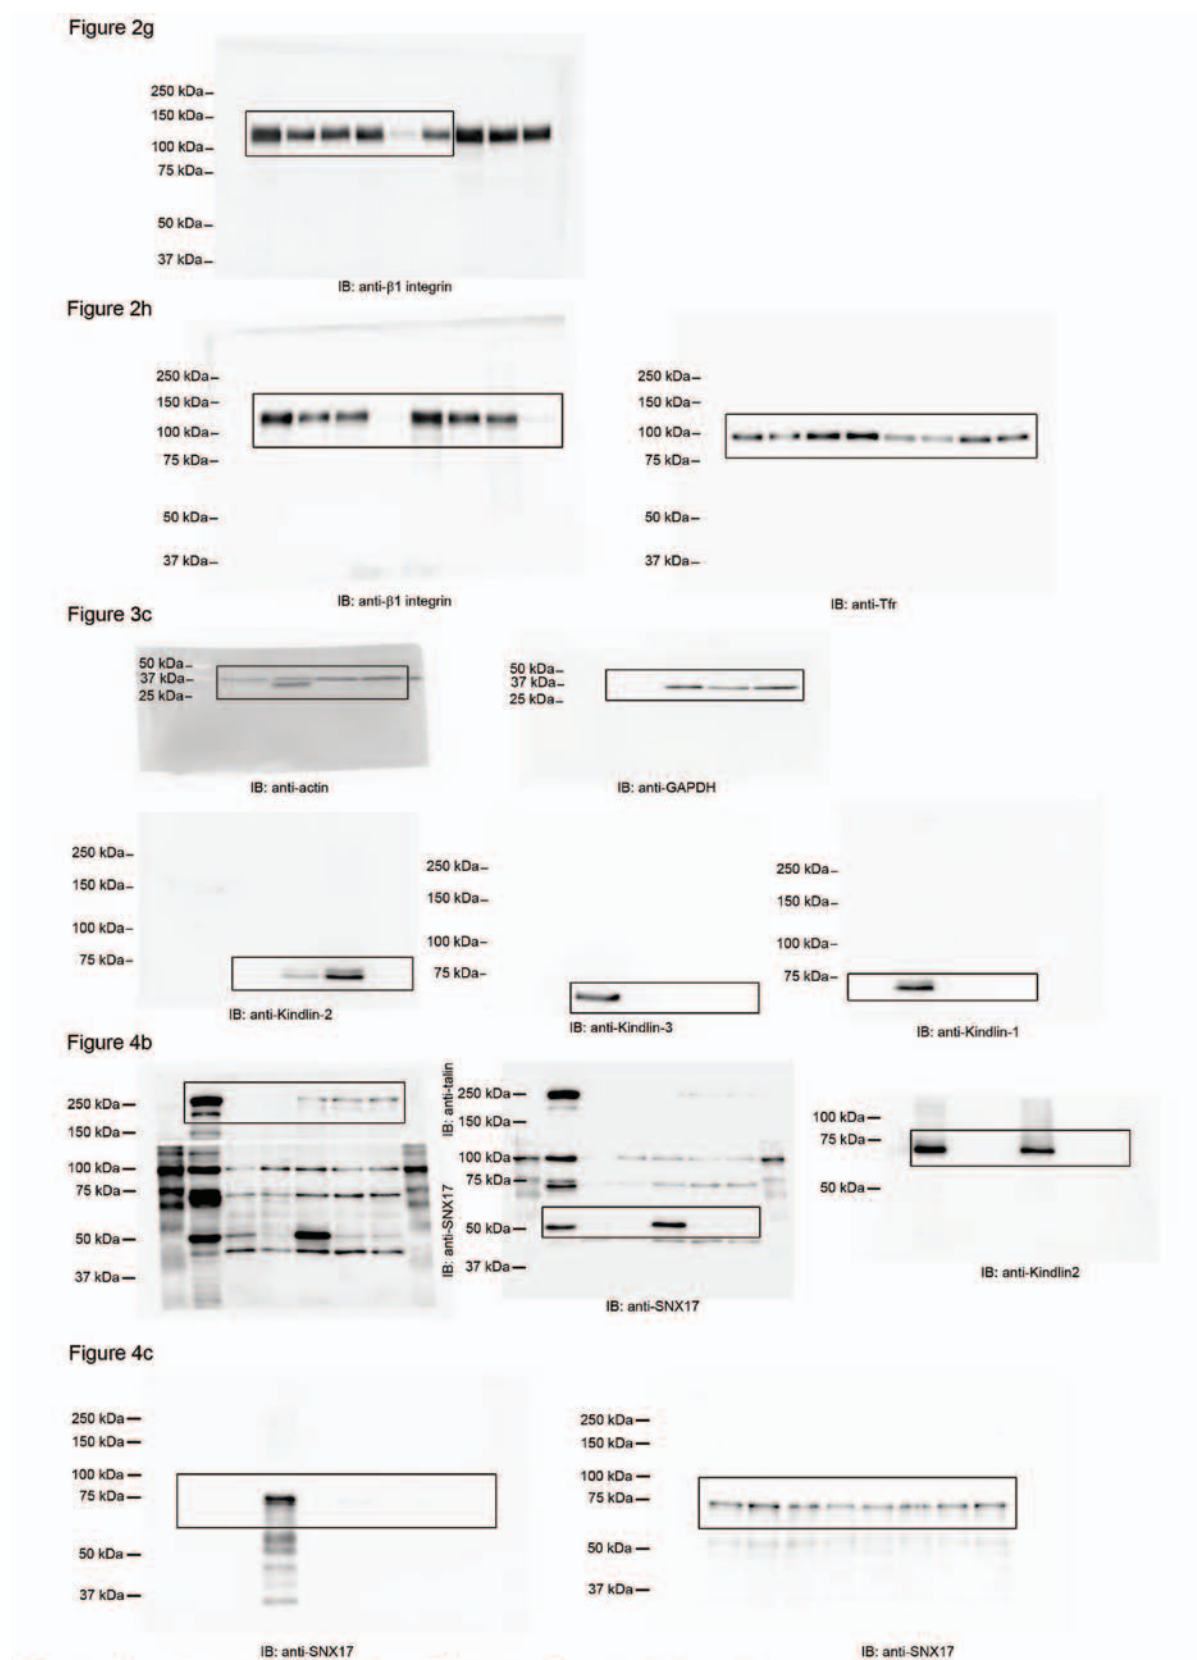 Figure 2g
250 kDa
150 kDa
100 kDa
75 kDa
50 kDa
37 kDa
IB: anti-β1 integrin
Figure 2h
250 kDa
150 kDa
100 kDa
75 kDa
50 kDa
37 kDa
IB: anti-β1 integrin
250 kDa
150 kDa
100 kDa
75 kDa
50 kDa
37 kDa
IB: anti-Tfr
Figure 3c
50 kDa
37 kDa
25 kDa
IB: anti-actin
50 kDa
37 kDa
25 kDa
IB: anti-GAPDH
250 kDa
150 kDa
100 kDa
75 kDa
IB: anti-Kindlin-2
250 kDa
150 kDa
100 kDa
75 kDa
IB: anti-Kindlin-3
250 kDa
150 kDa
100 kDa
75 kDa
IB: anti-Kindlin-1
Figure 4b
250 kDa
150 kDa
100 kDa
75 kDa
50 kDa
37 kDa
IB: anti-talin
IB: anti-SNX17
250 kDa
150 kDa
100 kDa
75 kDa
50 kDa
37 kDa
IB: anti-SNX17
100 kDa
75 kDa
50 kDa
IB: anti-Kindlin2
Figure 4c
250 kDa
150 kDa
100 kDa
75 kDa
50 kDa
37 kDa
IB: anti-SNX17
250 kDa
150 kDa
100 kDa
75 kDa
50 kDa
37 kDa
IB: anti-SNX17